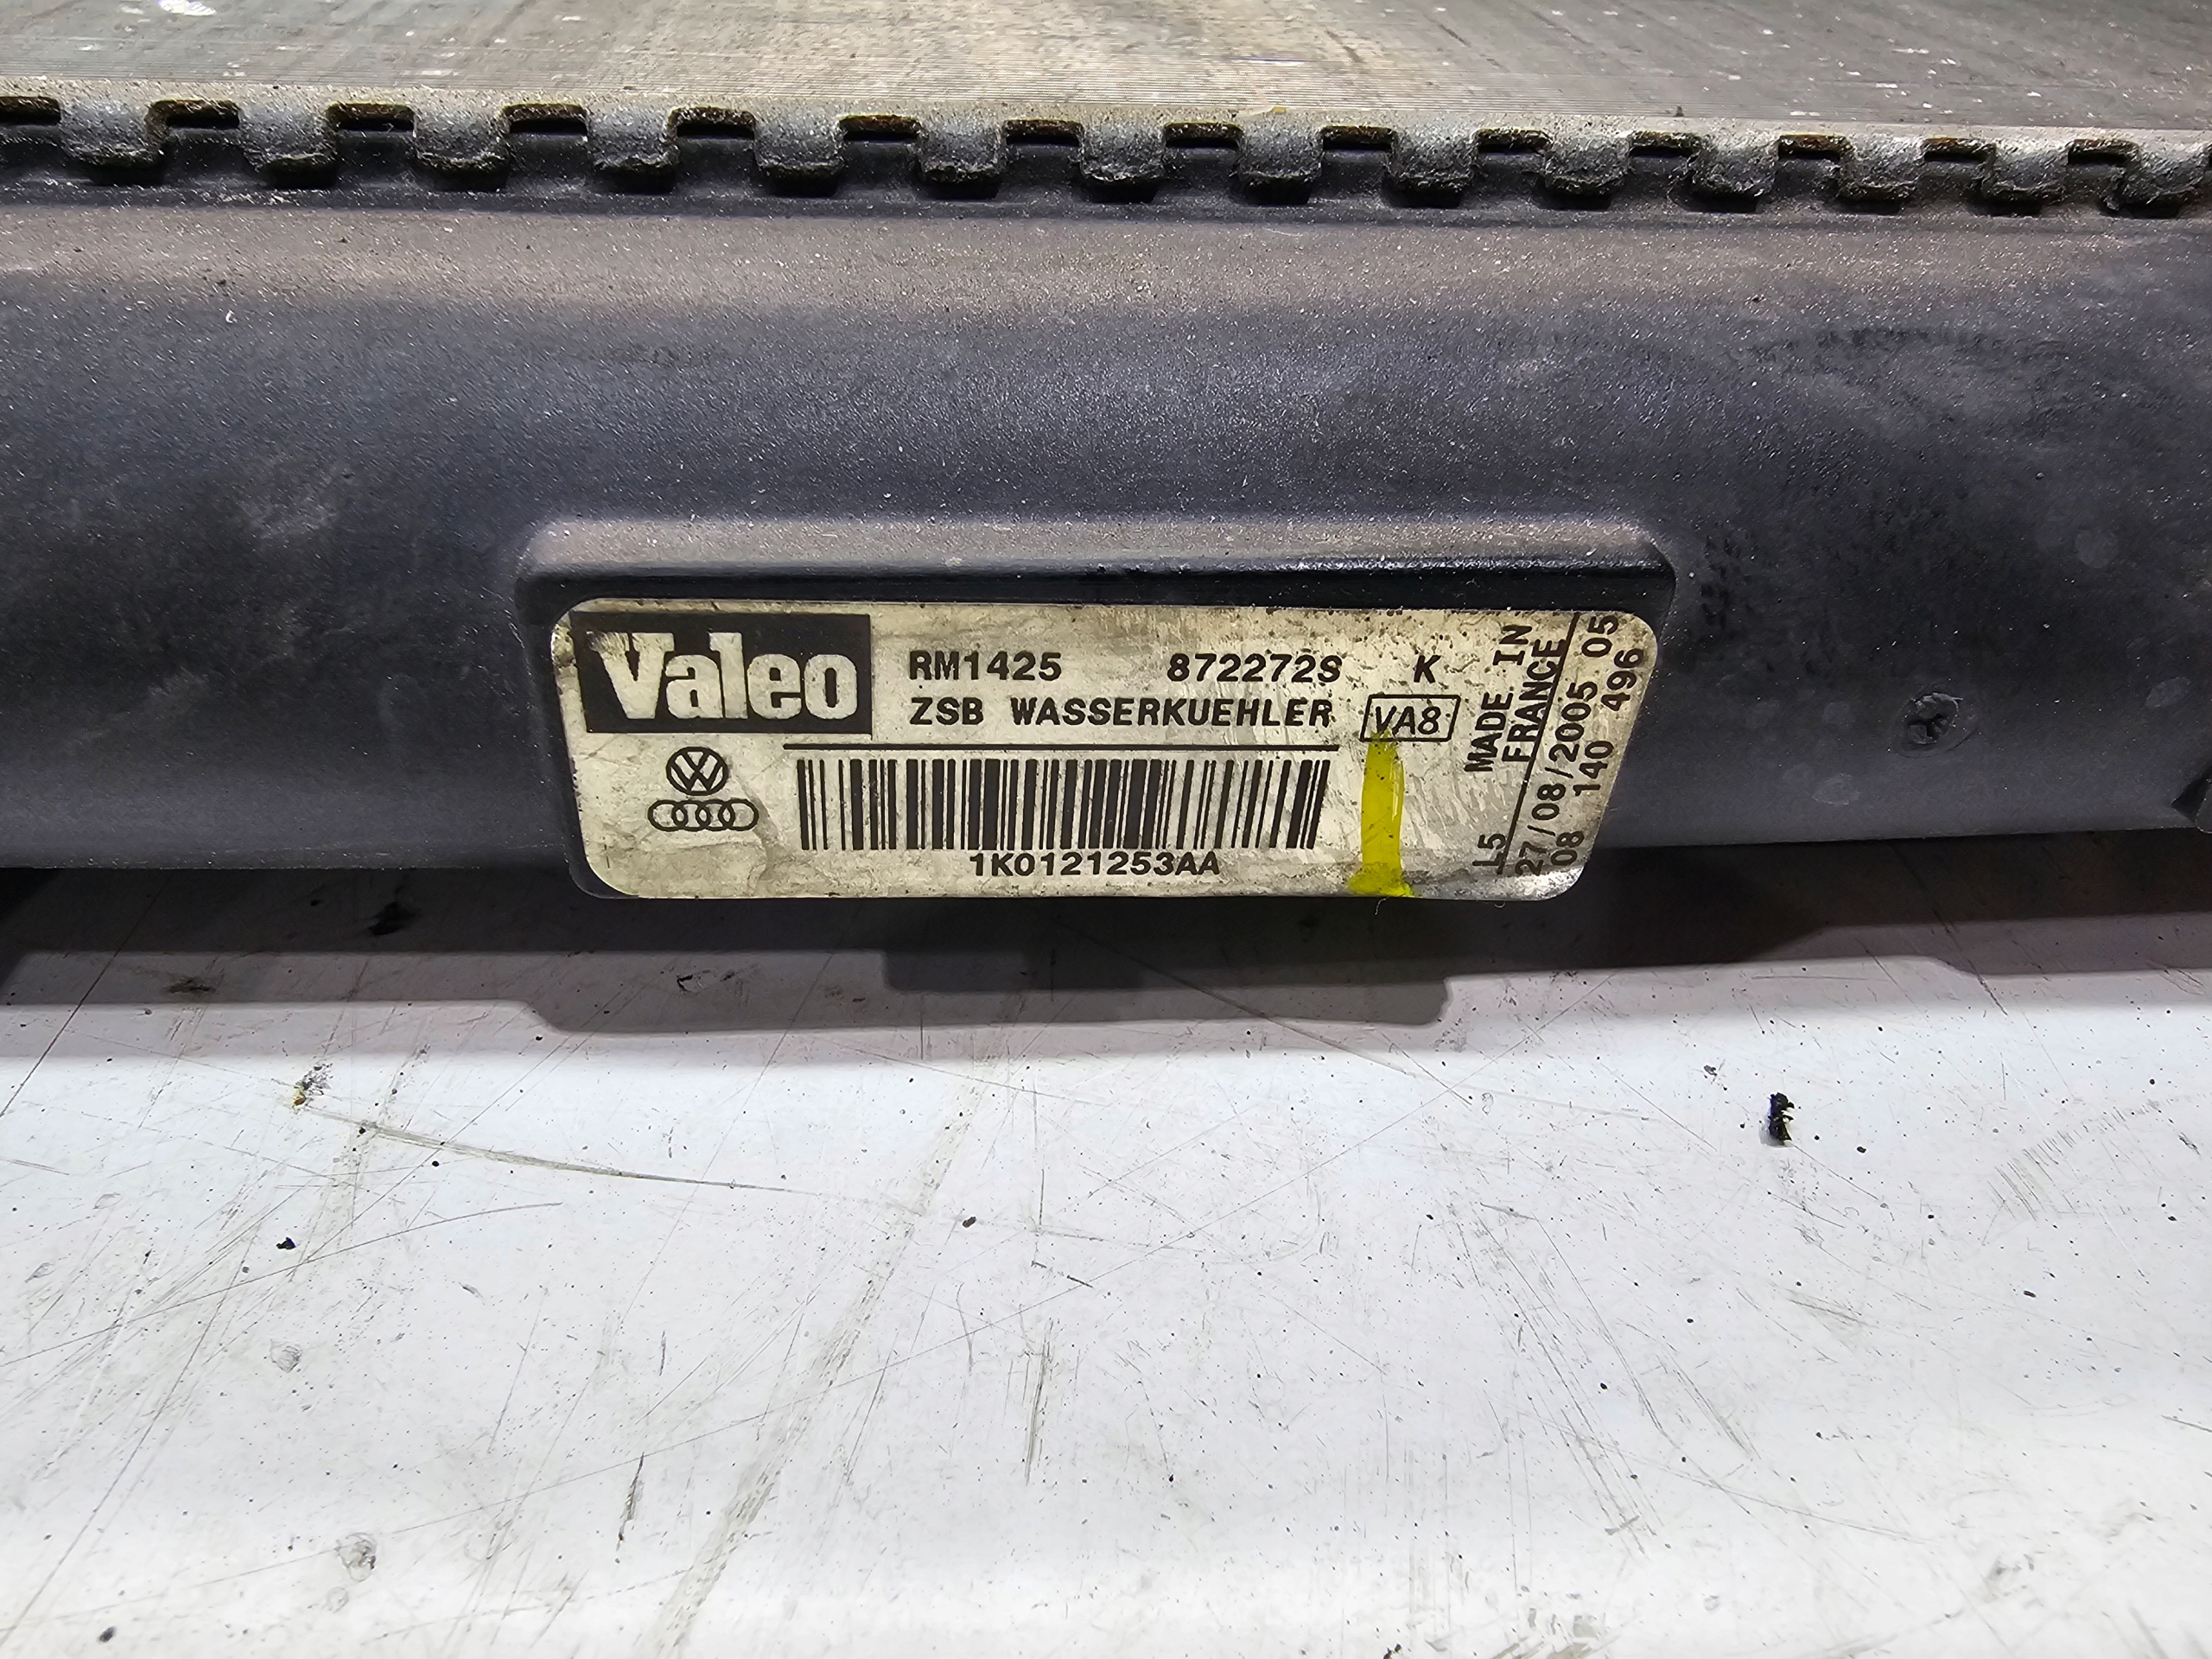 Valeo
RM1425 872272S K
ZSB WASSERKUEHLER VA8
1K0121253AA
L5 MADE IN
FRANCE
27/08/2005 05
08 140 496